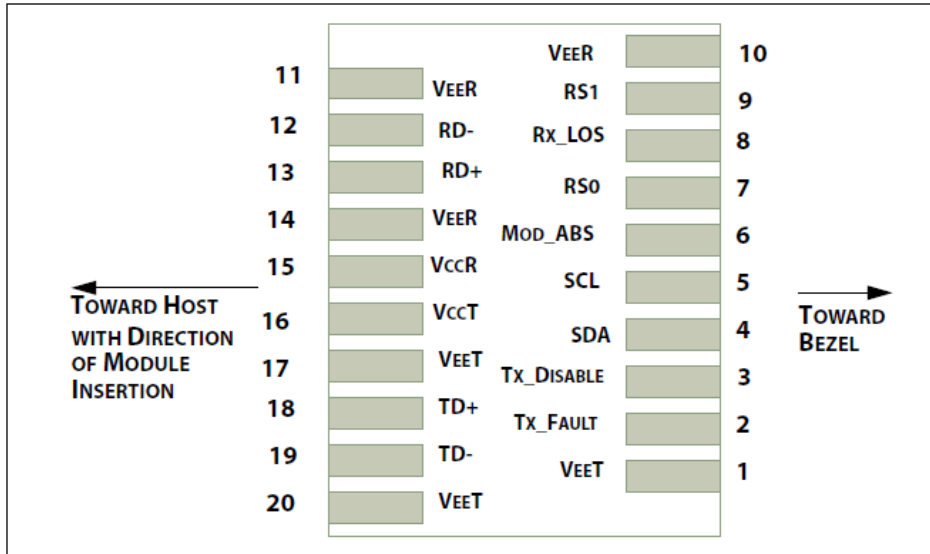 11
VEER
12
RD-
13
RD+
14
VEER
15
VCCR
16
VCCT
17
VEET
18
TD+
19
TD-
20
VEET
VEER
10
RS1
9
RX_LOS
8
RS0
7
MOD_ABS
6
SCL
5
SDA
4
TX_DISABLE
3
TX_FAULT
2
VEET
1
TOWARD HOST
WITH DIRECTION
OF MODULE
INSERTION
TOWARD
BEZEL